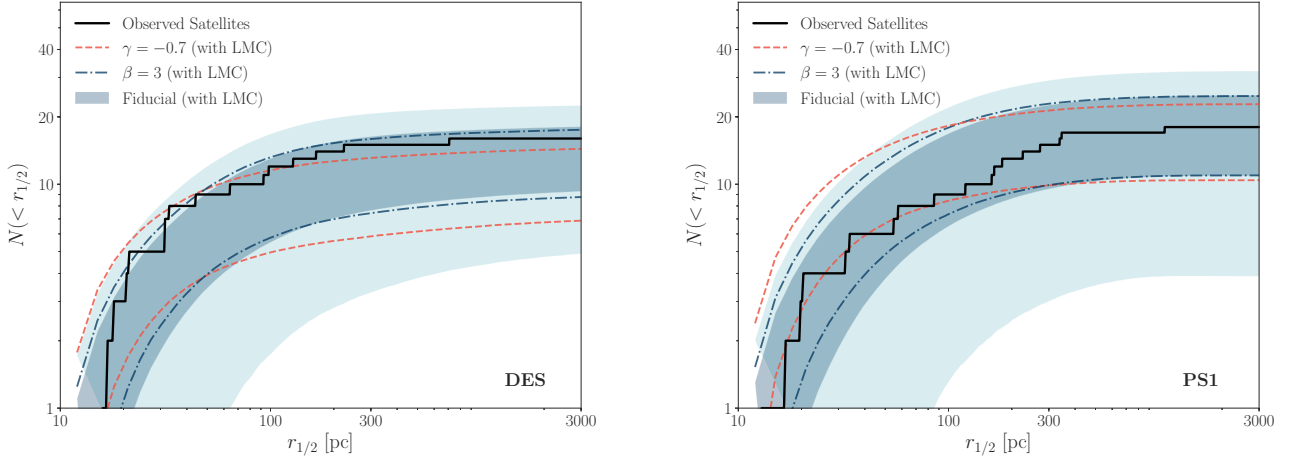 60
40
20
10
1
N(< r1/2)
Observed Satellites
γ = −0.7 (with LMC)
β = 3 (with LMC)
Fiducial (with LMC)
DES
10
100
300
3000
r1/2 [pc]
40
20
10
1
N(< r1/2)
Observed Satellites
γ = −0.7 (with LMC)
β = 3 (with LMC)
Fiducial (with LMC)
PS1
10
100
300
3000
r1/2 [pc]